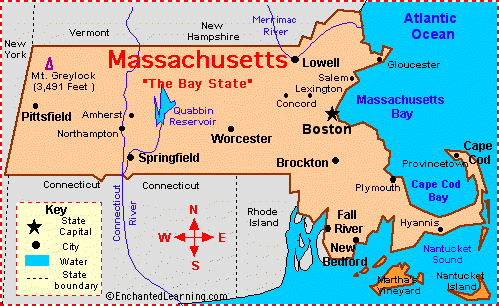 New York
Vermont
New Hampshire
Merrimac River
Atlantic Ocean
Massachusetts
"The Bay State"
Mt. Greylock
(3,491 Feet )
Lowell
Gloucester
Salem
Lexington
Concord
Massachusetts Bay
Pittsfield
Amherst
Quabbin Reservoir
Northampton
Worcester
Boston
Springfield
Brockton
Cape Cod
Provincetown
Cape Cod Bay
Plymouth
Connecticut
Connecticut
Connecticut River
Rhode Island
Fall River
New Bedford
Hyannis
Nantucket Sound
Martha's Vineyard
Nantucket Island
Key
State Capital
City
Water
State boundary
N
W
E
S
©EnchantedLearning.com